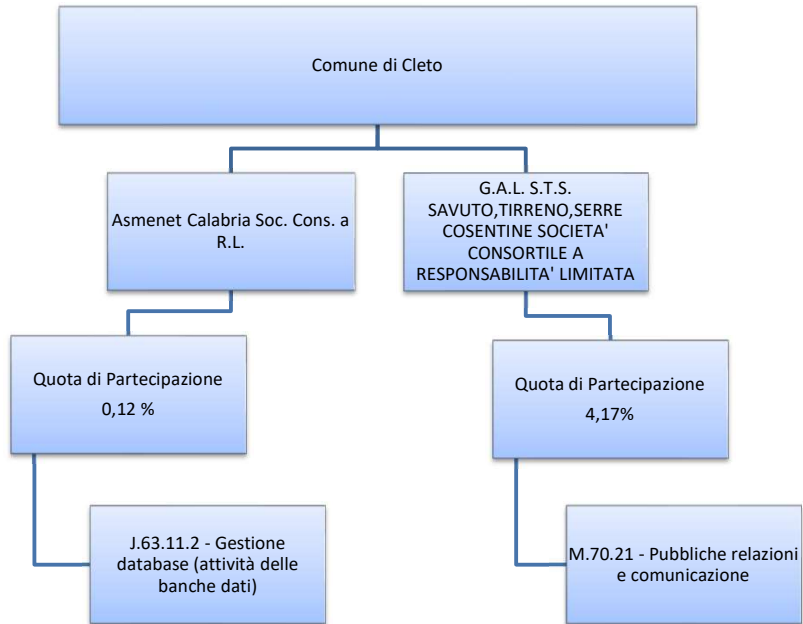 Comune di Cleto
Asmenet Calabria Soc. Cons. a
R.L.
G.A.L. S.T.S.
SAVUTO,TIRRENO,SERRE
COSENTINE SOCIETA'
CONSORTILE A
RESPONSABILITA' LIMITATA
Quota di Partecipazione
0,12 %
Quota di Partecipazione
4,17%
J.63.11.2 - Gestione
database (attività delle
banche dati)
M.70.21 - Pubbliche relazioni
e comunicazione